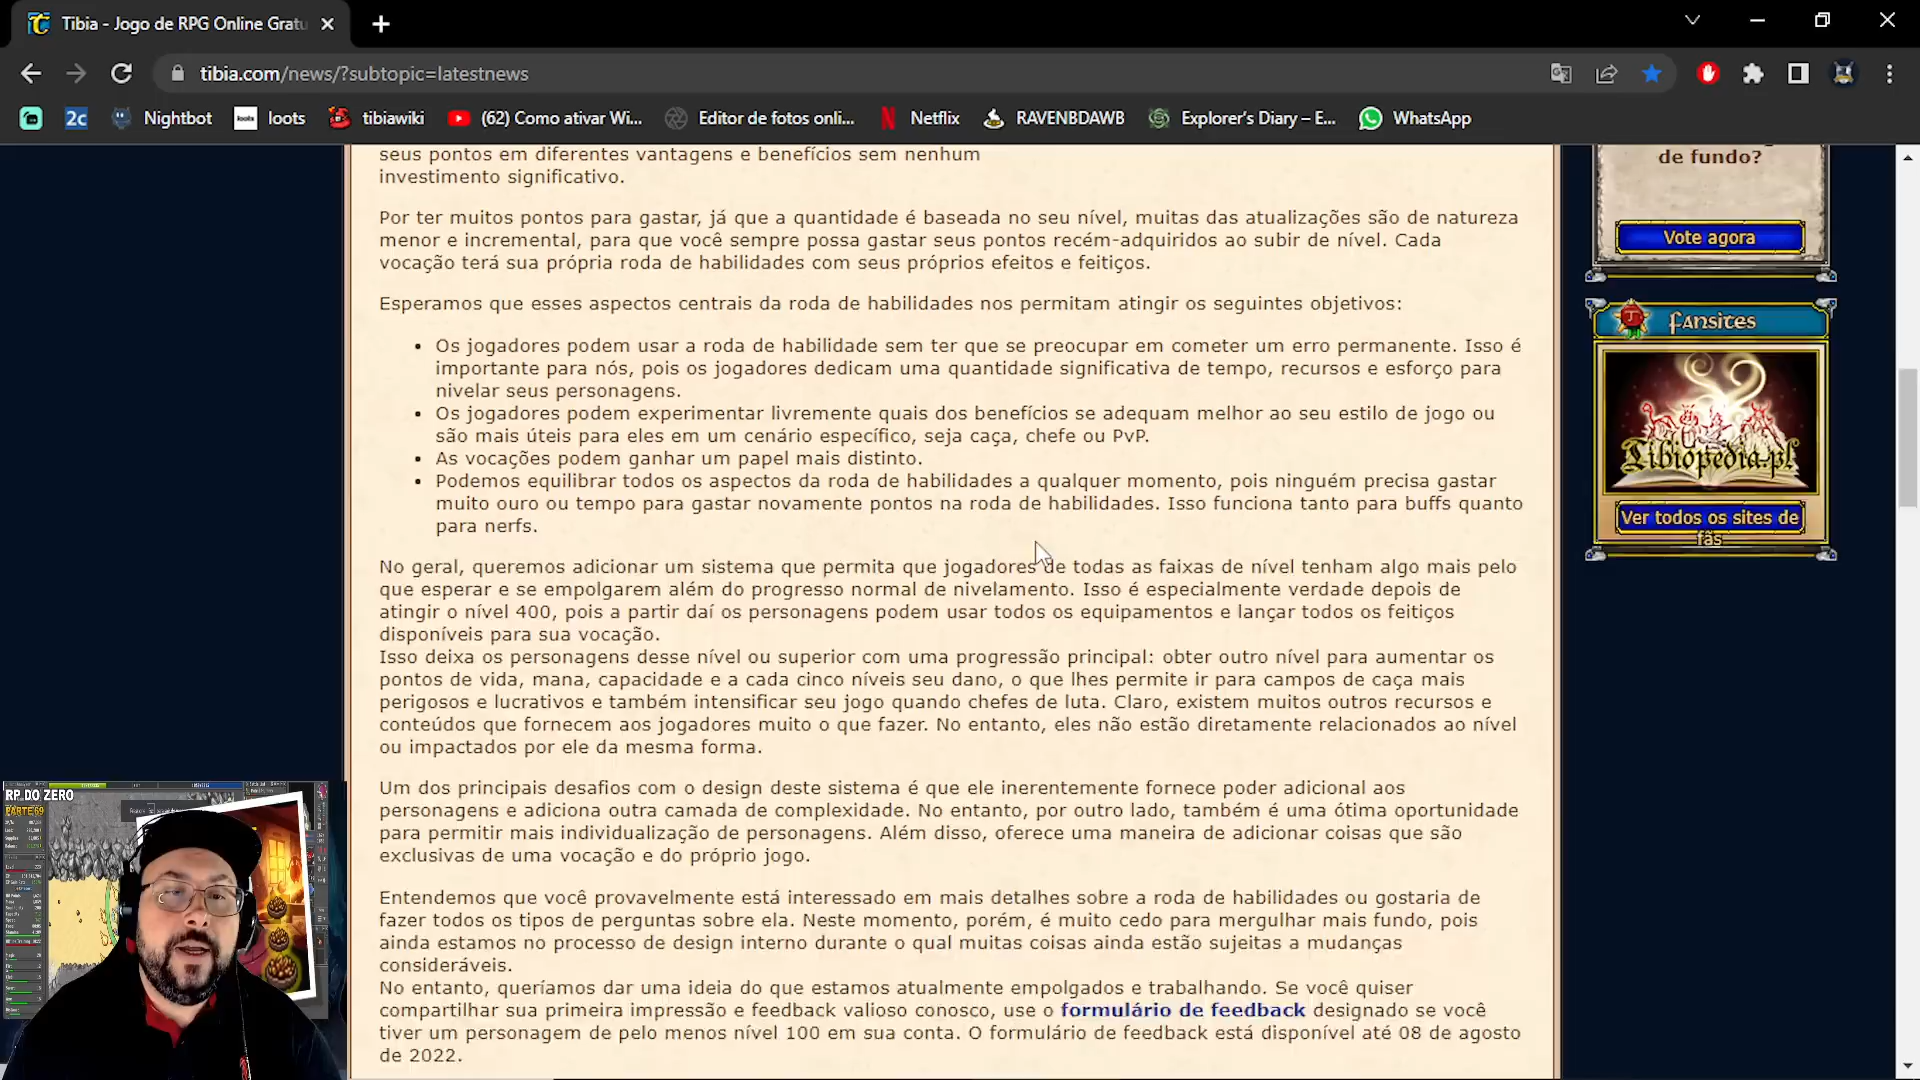 Tibia - Jogo de RPG Online Gratu
tibia.com/news/?subtopic=latestnews
2c
Nightbot
loots
loots
tibiawiki
(62) Como ativar Wi...
Editor de fotos onli...
Netflix
RAVENBDAWB
Explorer's Diary – E...
WhatsApp
seus pontos em diferentes vantagens e benefícios sem nenhum
investimento significativo.
Por ter muitos pontos para gastar, já que a quantidade é baseada no seu nível, muitas das atualizações são de natureza
menor e incremental, para que você sempre possa gastar seus pontos recém-adquiridos ao subir de nível. Cada
vocação terá sua própria roda de habilidades com seus próprios efeitos e feitiços.
Esperamos que esses aspectos centrais da roda de habilidades nos permitam atingir os seguintes objetivos:
• Os jogadores podem usar a roda de habilidade sem ter que se preocupar em cometer um erro permanente. Isso é
importante para nós, pois os jogadores dedicam uma quantidade significativa de tempo, recursos e esforço para
nivelar seus personagens.
• Os jogadores podem experimentar livremente quais dos benefícios se adequam melhor ao seu estilo de jogo ou
são mais úteis para eles em um cenário específico, seja caça, chefe ou PvP.
• As vocações podem ganhar um papel mais distinto.
• Podemos equilibrar todos os aspectos da roda de habilidades a qualquer momento, pois ninguém precisa gastar
muito ouro ou tempo para gastar novamente pontos na roda de habilidades. Isso funciona tanto para buffs quanto
para nerfs.
No geral, queremos adicionar um sistema que permita que jogadores de todas as faixas de nível tenham algo mais pelo
que esperar e se empolgarem além do progresso normal de nivelamento. Isso é especialmente verdade depois de
atingir o nível 400, pois a partir daí os personagens podem usar todos os equipamentos e lançar todos os feitiços
disponíveis para sua vocação.
Isso deixa os personagens desse nível ou superior com uma progressão principal: obter outro nível para aumentar os
pontos de vida, mana, capacidade e a cada cinco níveis seu dano, o que lhes permite ir para campos de caça mais
perigosos e lucrativos e também intensificar seu jogo quando chefes de luta. Claro, existem muitos outros recursos e
conteúdos que fornecem aos jogadores muito o que fazer. No entanto, eles não estão diretamente relacionados ao nível
ou impactados por ele da mesma forma.
Um dos principais desafios com o design deste sistema é que ele inerentemente fornece poder adicional aos
personagens e adiciona outra camada de complexidade. No entanto, por outro lado, também é uma ótima oportunidade
para permitir mais individualização de personagens. Além disso, oferece uma maneira de adicionar coisas que são
exclusivas de uma vocação e do próprio jogo.
Entendemos que você provavelmente está interessado em mais detalhes sobre a roda de habilidades ou gostaria de
fazer todos os tipos de perguntas sobre ela. Neste momento, porém, é muito cedo para mergulhar mais fundo, pois
ainda estamos no processo de design interno durante o qual muitas coisas ainda estão sujeitas a mudanças
consideráveis.
No entanto, queríamos dar uma ideia do que estamos atualmente empolgados e trabalhando. Se você quiser
compartilhar sua primeira impressão e feedback valioso conosco, use o formulário de feedback designado se você
tiver um personagem de pelo menos nível 100 em sua conta. O formulário de feedback está disponível até 08 de agosto
de 2022.
de fundo?
Vote agora
Fansites
Tibiopedia.pl
Ver todos os sites de
fãs
RP DO ZERO
PARTE 69